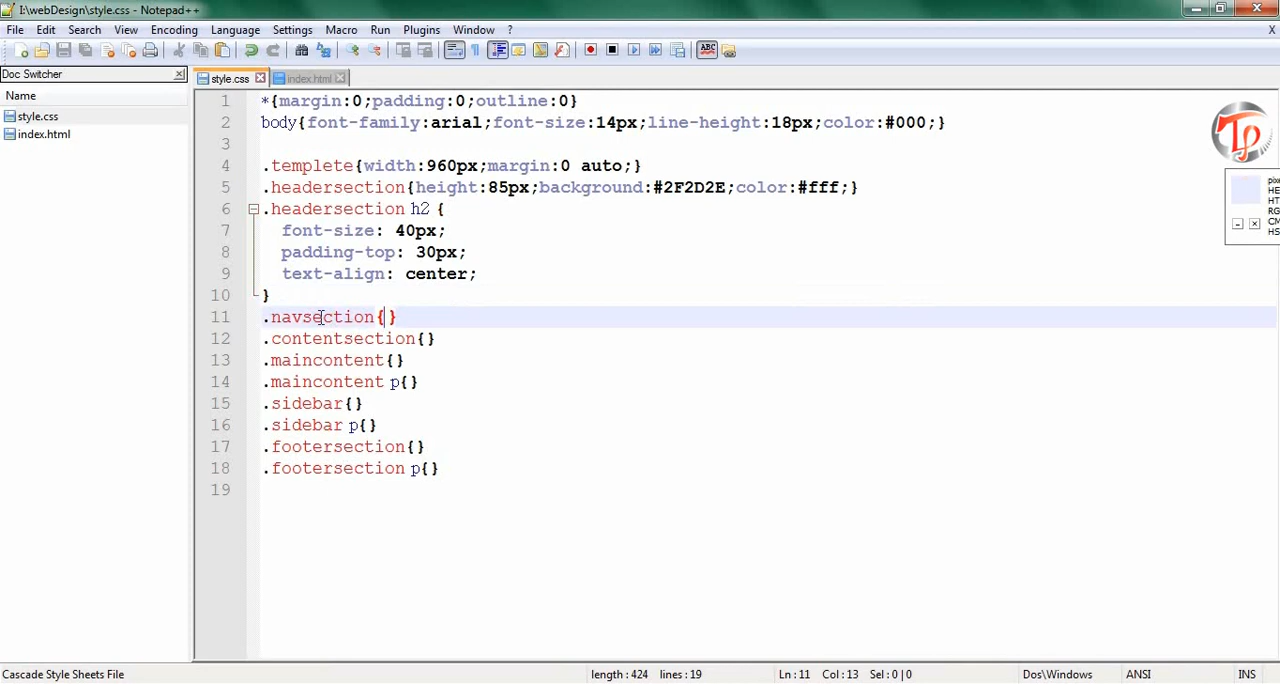 I:\webDesign\style.css - Notepad++
File Edit Search View Encoding Language Settings Macro Run Plugins Window ? X
Doc Switcher
style.css index.html
Name
style.css
index.html
1 *{margin:0;padding:0;outline:0}
2 body{font-family:arial;font-size:14px;line-height:18px;color:#000;}
3
4 .templete{width:960px;margin:0 auto;}
5 .headersection{height:85px;background:#2F2D2E;color:#fff;}
6 .headersection h2 {
7 font-size: 40px;
8 padding-top: 30px;
9 text-align: center;
10 }
11 .navsection{}
12 .contentsection{}
13 .maincontent{}
14 .maincontent p{}
15 .sidebar{}
16 .sidebar p{}
17 .footersection{}
18 .footersection p{}
19
pix
HE
HT
RG
CM
HS
Cascade Style Sheets File length : 424 lines : 19 Ln : 11 Col : 13 Sel : 0 | 0 Dos\Windows ANSI INS